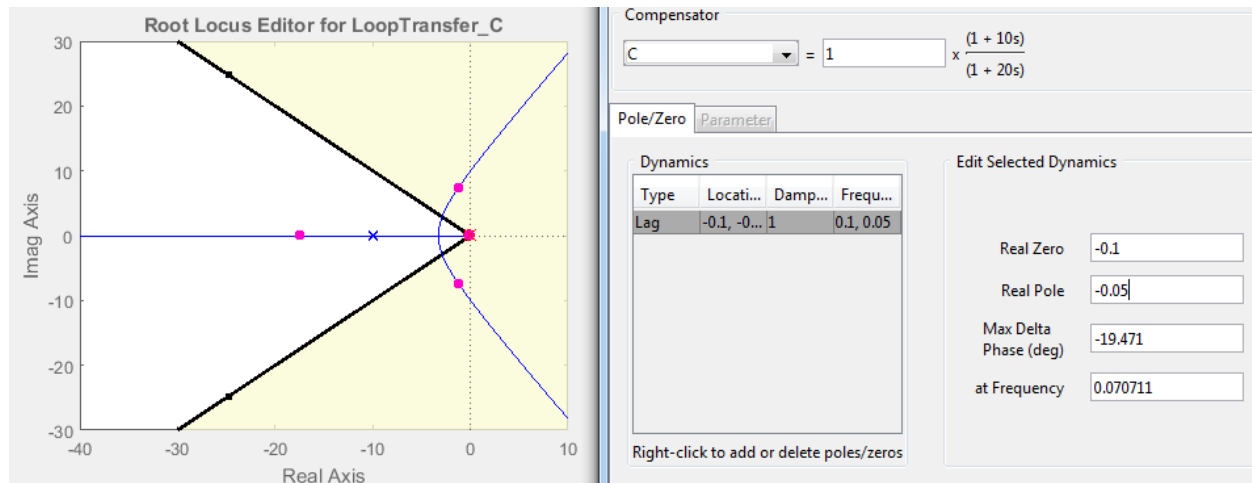 Root Locus Editor for LoopTransfer_C
30
20
10
0
-10
-20
-30
Imag Axis
-40
-30
-20
-10
0
10
Real Axis
Compensator
C
= 1
x (1 + 10s)
(1 + 20s)
Pole/Zero
Parameter
Dynamics
Type Locati... Damp... Frequ...
Lag -0.1, -0... 1 0.1, 0.05
Right-click to add or delete poles/zeros
Edit Selected Dynamics
Real Zero -0.1
Real Pole -0.05
Max Delta
Phase (deg) -19.471
at Frequency 0.070711